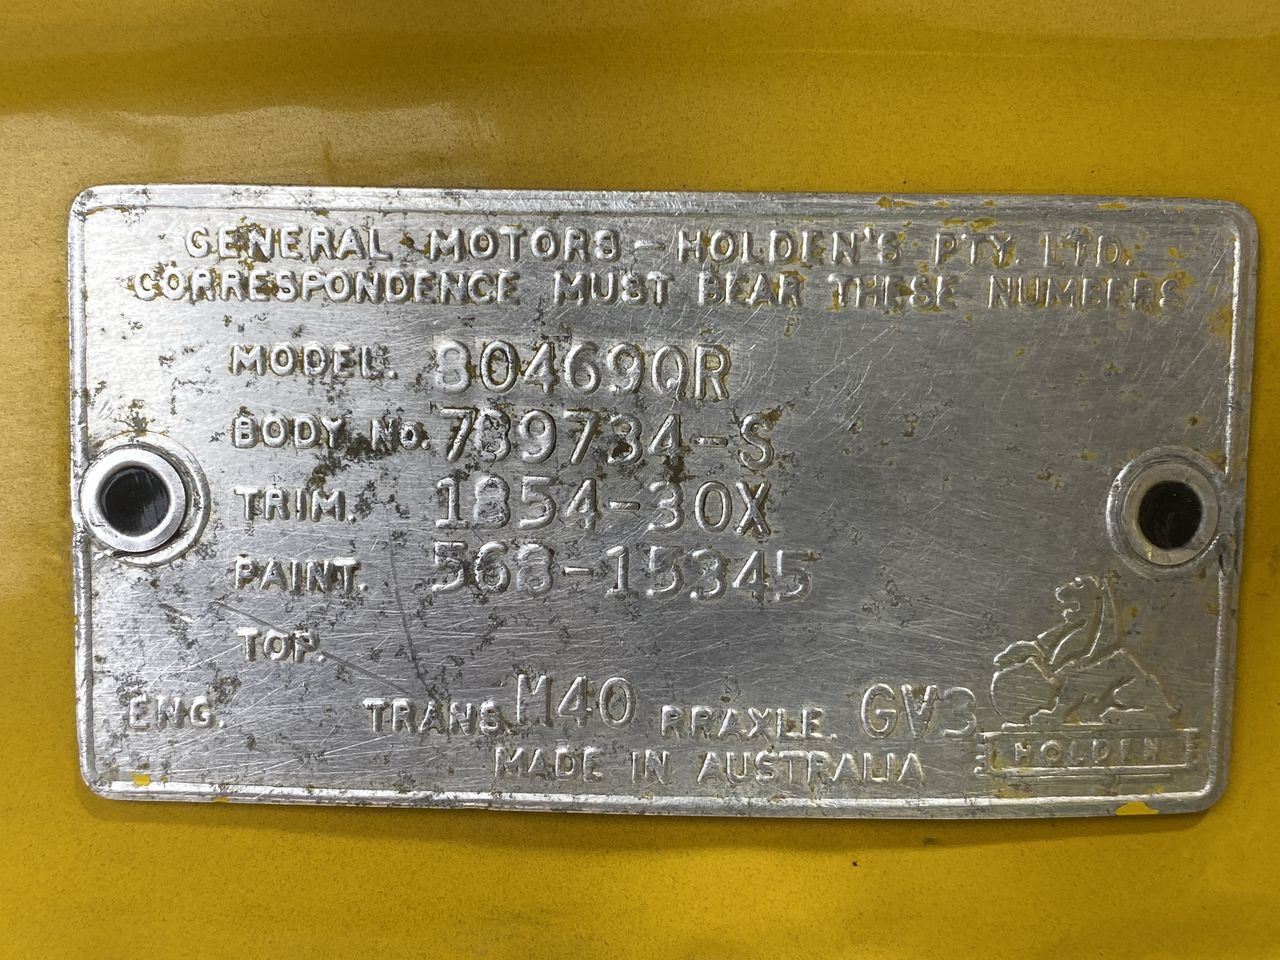 GENERAL MOTORS - HOLDEN'S PTY. LTD.
CORRESPONDENCE MUST BEAR THESE NUMBERS
MODEL. 80469QR
BODY NO. 789734-S
TRIM. 1854-30X
PAINT. 568-15345
TOP.
ENG. TRANS. M40 RRAXLE. GV3
HOLDEN
MADE IN AUSTRALIA